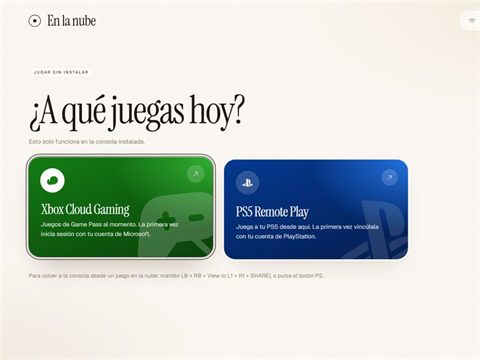 En la nube
JUGAR SIN INSTALAR
¿A qué juegas hoy?
Esto solo funciona en la consola instalada.
Xbox Cloud Gaming
Juegos de Game Pass al momento. La primera vez
inicia sesión con tu cuenta de Microsoft.
PS5 Remote Play
Juega a tu PS5 desde aquí. La primera vez vincúlala
con tu cuenta de PlayStation.
Para volver a la consola desde un juego en la nube: mantén LB + RB + View (o L1 + R1 + SHARE), o pulsa el botón PS.